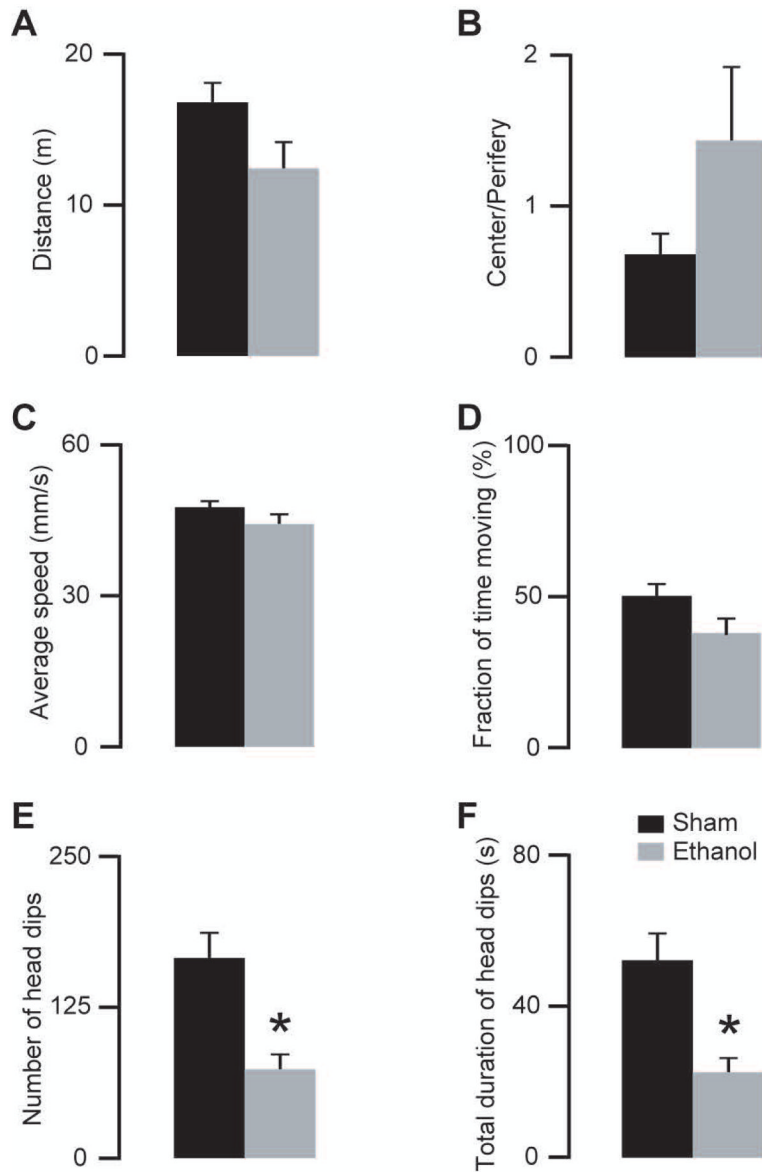 A
20
10
0
Distance (m)
B
2
1
0
Center/Perifery
C
60
30
0
Average speed (mm/s)
D
100
50
0
Fraction of time moving (%)
E
250
125
0
Number of head dips
*
F
Sham
Ethanol
80
40
0
Total duration of head dips (s)
*